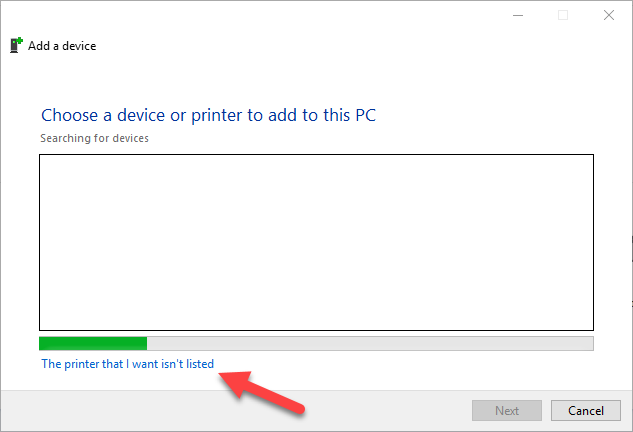 Add a device
Choose a device or printer to add to this PC
Searching for devices
The printer that I want isn't listed
Next
Cancel